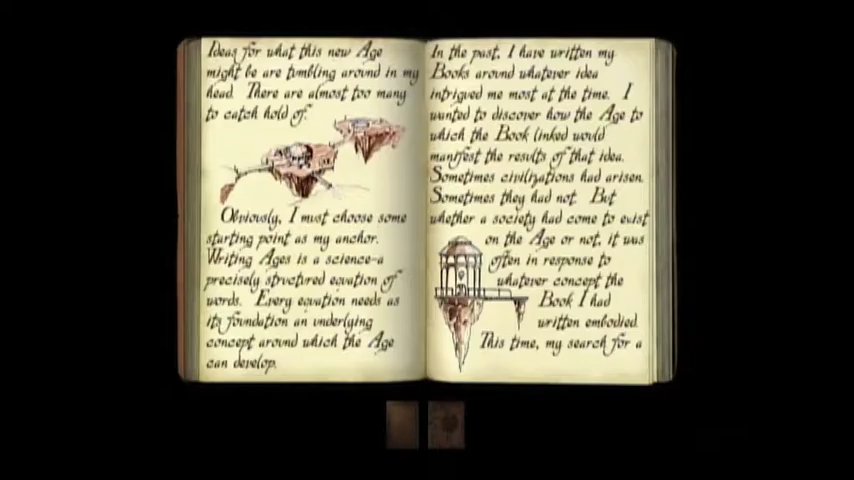 Ideas for what this new Age
might be are tumbling around in my
head. There are almost too many
to catch hold of.
Obviously, I must choose some
starting point as my anchor.
Writing Ages is a science-a
precisely structured equation of
words. Every equation needs as
its foundation an underlying
concept around which the Age
can develop.
In the past, I have written my
Books around whatever idea
intrigued me most at the time. I
wanted to discover how the Age to
which the Book linked would
manifest the results of that idea.
Sometimes civilizations had arisen.
Sometimes they had not. But
whether a society had come to exist
on the Age or not, it was
often in response to
whatever concept the
Book I had
written embodied.
This time, my search for a